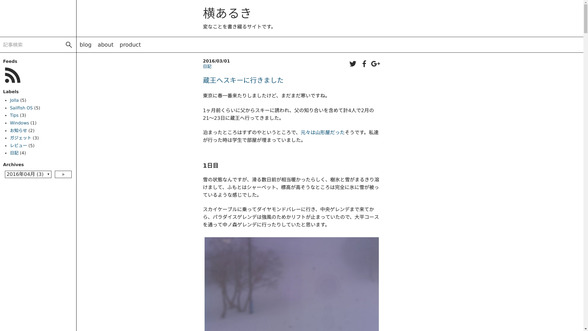 横あるき
変なことを書き綴るサイトです。
記事検索
blog about product
Feeds
Labels
Jolla (5)
Sailfish OS (5)
Tips (3)
Windows (1)
お知らせ (2)
ガジェット (3)
レビュー (5)
日記 (4)
Archives
2016年04月 (3)
»
2016/03/01
日記
蔵王へスキーに行きました
東京に春一番来たりしましたけど、まだまだ寒いですね。
1ヶ月前くらいに父からスキーに誘われ、父の知り合いを含めて計4人で2月の
21〜23日に蔵王へ行ってきました。
泊まったところはすずのやというところで、元々は山形屋だったそうです。私達
が行った時は学生で部屋が埋まっていました。
1日目
雪の状態なんですが、滑る数日前が相当暖かったらしく、樹氷と雪がまるきり溶
けまして、ふもとはシャーベット、標高が高そうなところは完全に氷に雪が被っ
ているような感じでした。
スカイケーブルに乗ってダイヤモンドバレーに行き、中央ゲレンデまで来てか
ら、パラダイスゲレンデは強風のためかリフトが止まっていたので、大平コース
を通って中ノ森ゲレンデに行ったりしていたと思います。